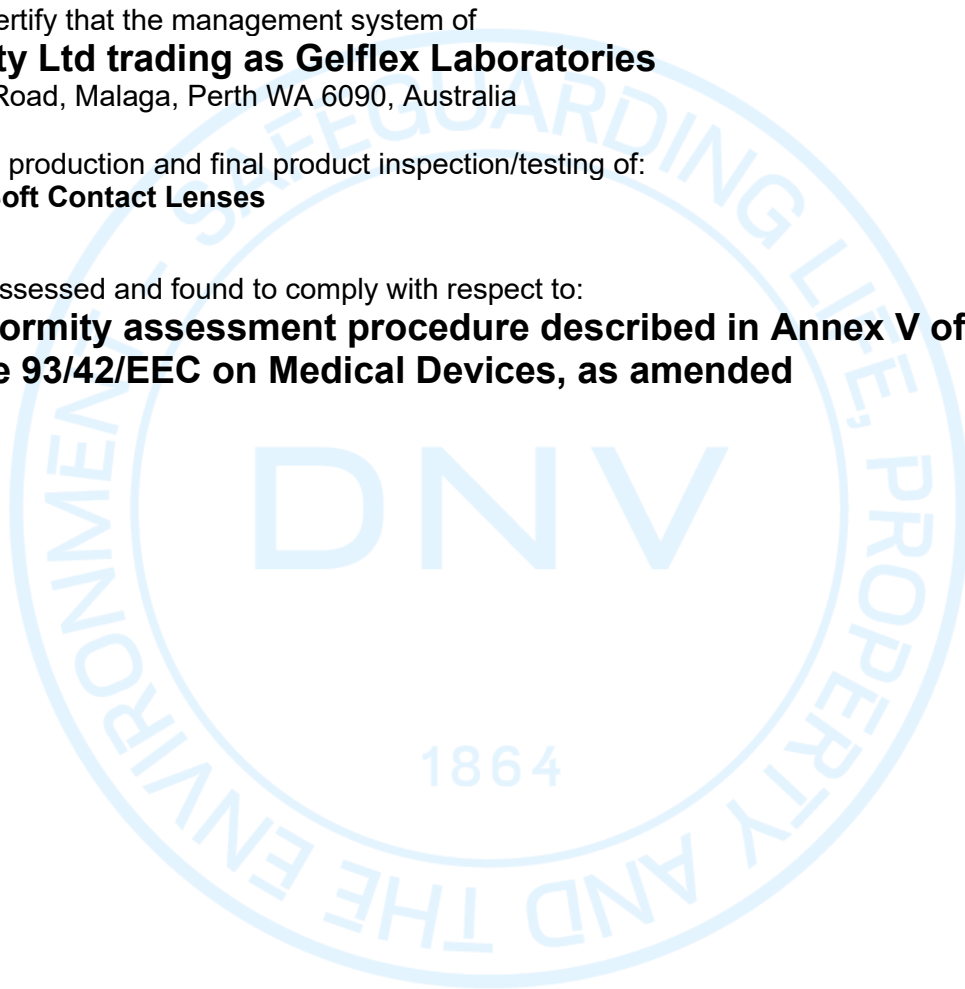 ertify that the management system of
ty Ltd trading as Gelflex Laboratories
Road, Malaga, Perth WA 6090, Australia
production and final product inspection/testing of:
oft Contact Lenses
ssessed and found to comply with respect to:
ormity assessment procedure described in Annex V of
e 93/42/EEC on Medical Devices, as amended
SAFEGUARDING LIFE, PROPERTY AND THE ENVIRONMENT
DNV
1864